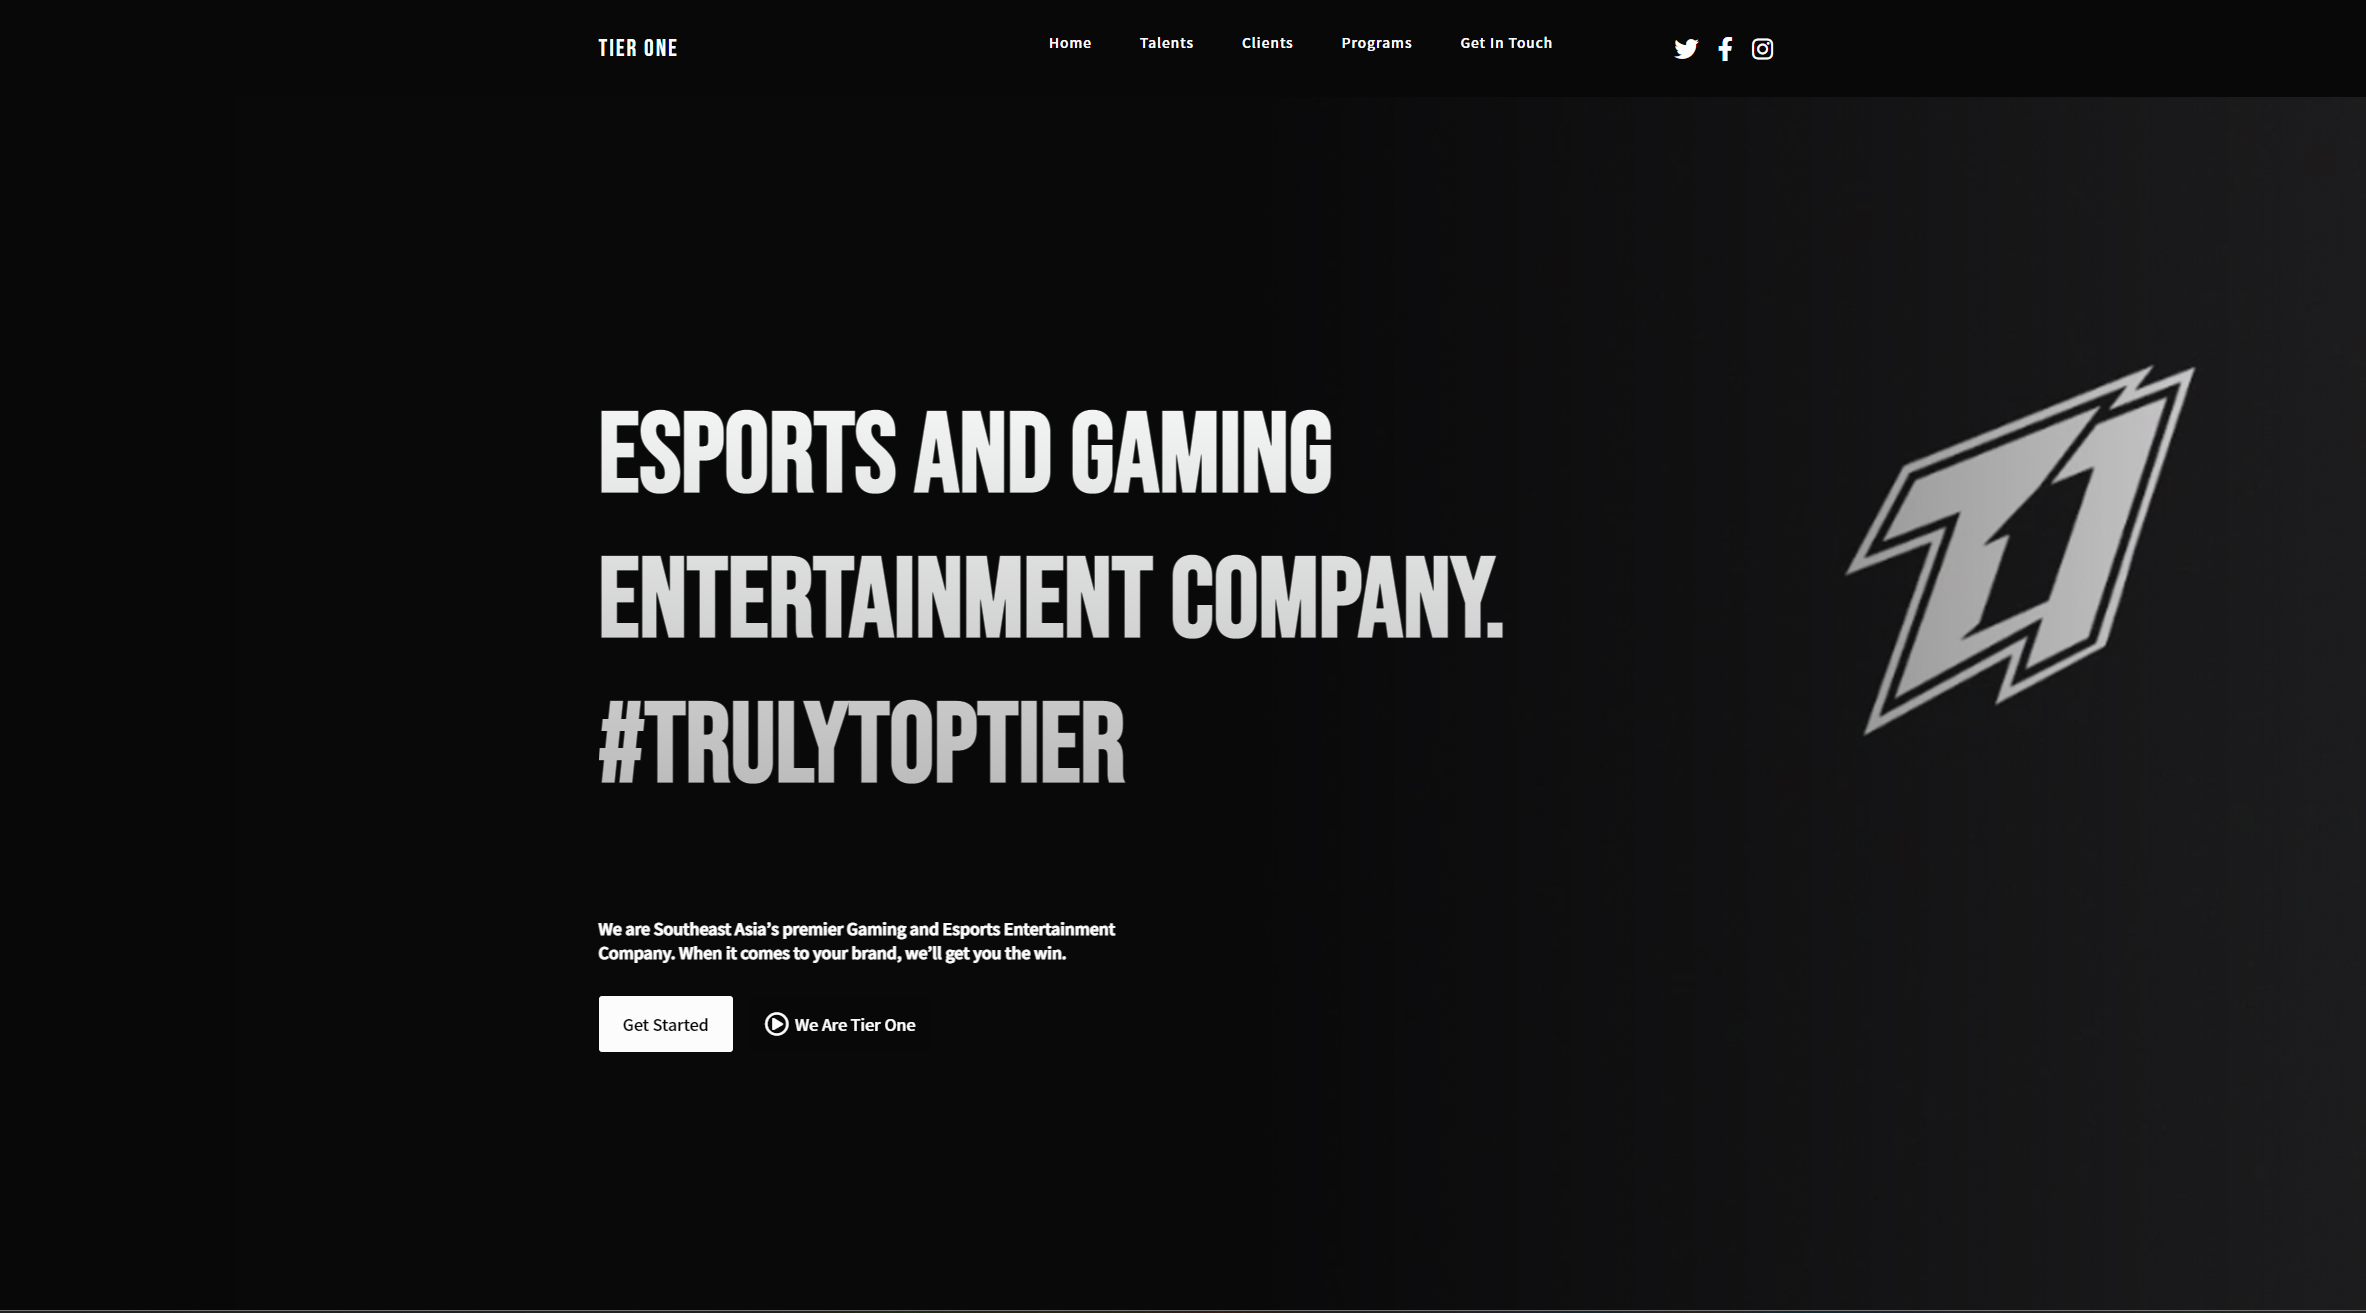 TIER ONE
Home Talents Clients Programs Get In Touch
ESPORTS AND GAMING
ENTERTAINMENT COMPANY.
#TRULYTOPTIER
T1
We are Southeast Asia’s premier Gaming and Esports Entertainment
Company. When it comes to your brand, we’ll get you the win.
Get Started
We Are Tier One